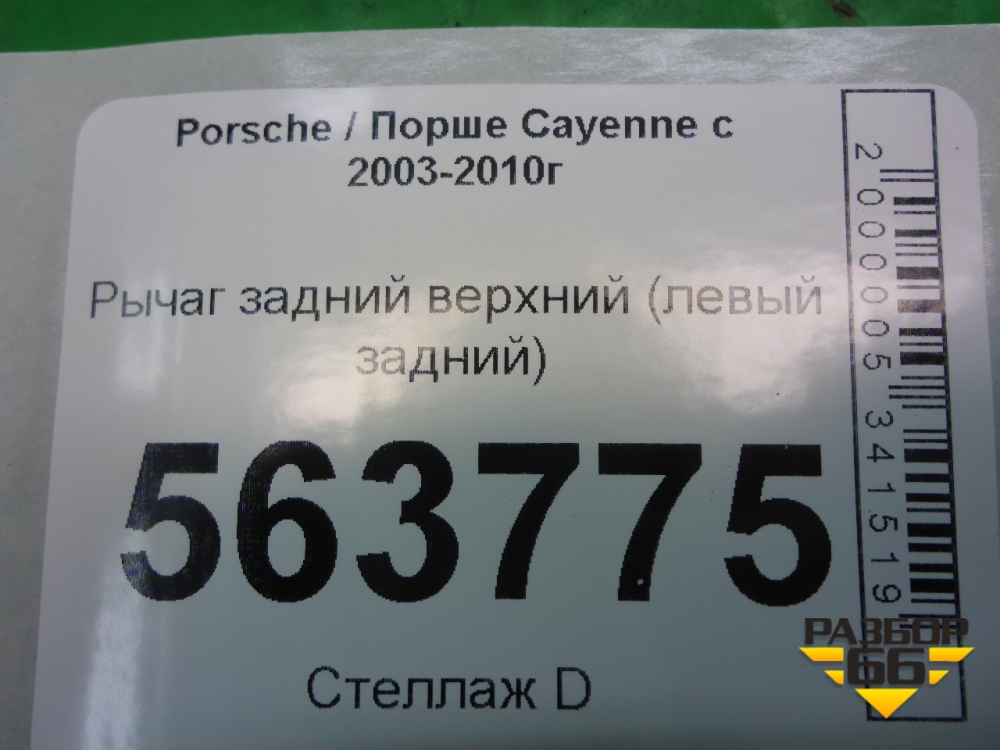 Porsche / Порше Cayenne с
2003-2010г
Рычаг задний верхний (левый
задний)
563775
Стеллаж D
2000005341519
РАЗБОР
66